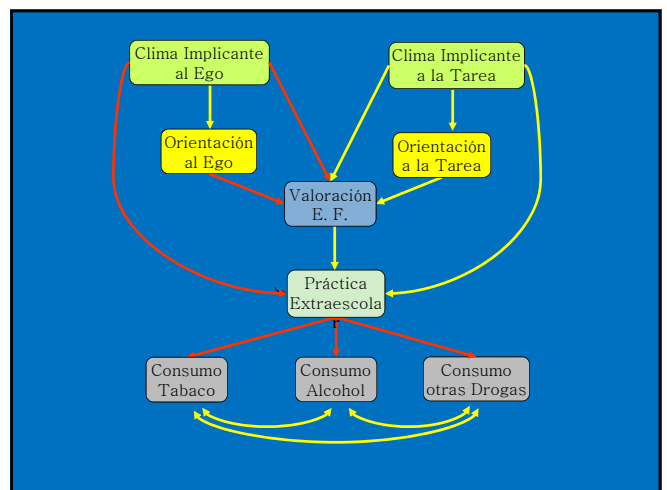 Clima Implicante
al Ego
Clima Implicante
a la Tarea
Orientación
al Ego
Orientación
a la Tarea
Valoración
E. F.
Práctica
Extraescola
r
Consumo
Tabaco
Consumo
Alcohol
Consumo
otras Drogas